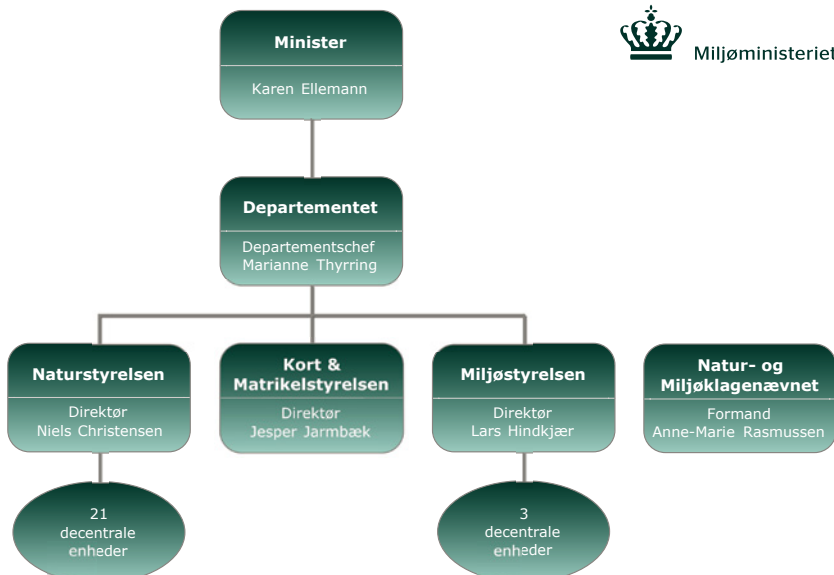 Minister
Karen Ellemann
Miljøministeriet
Departementet
Departementschef
Marianne Thyrring
Naturstyrelsen
Direktør
Niels Christensen
Kort &
Matrikelstyrelsen
Direktør
Jesper Jarmbæk
Miljøstyrelsen
Direktør
Lars Hindkjær
Natur- og
Miljøklagenævnet
Formand
Anne-Marie Rasmussen
21
decentrale
enheder
3
decentrale
enheder